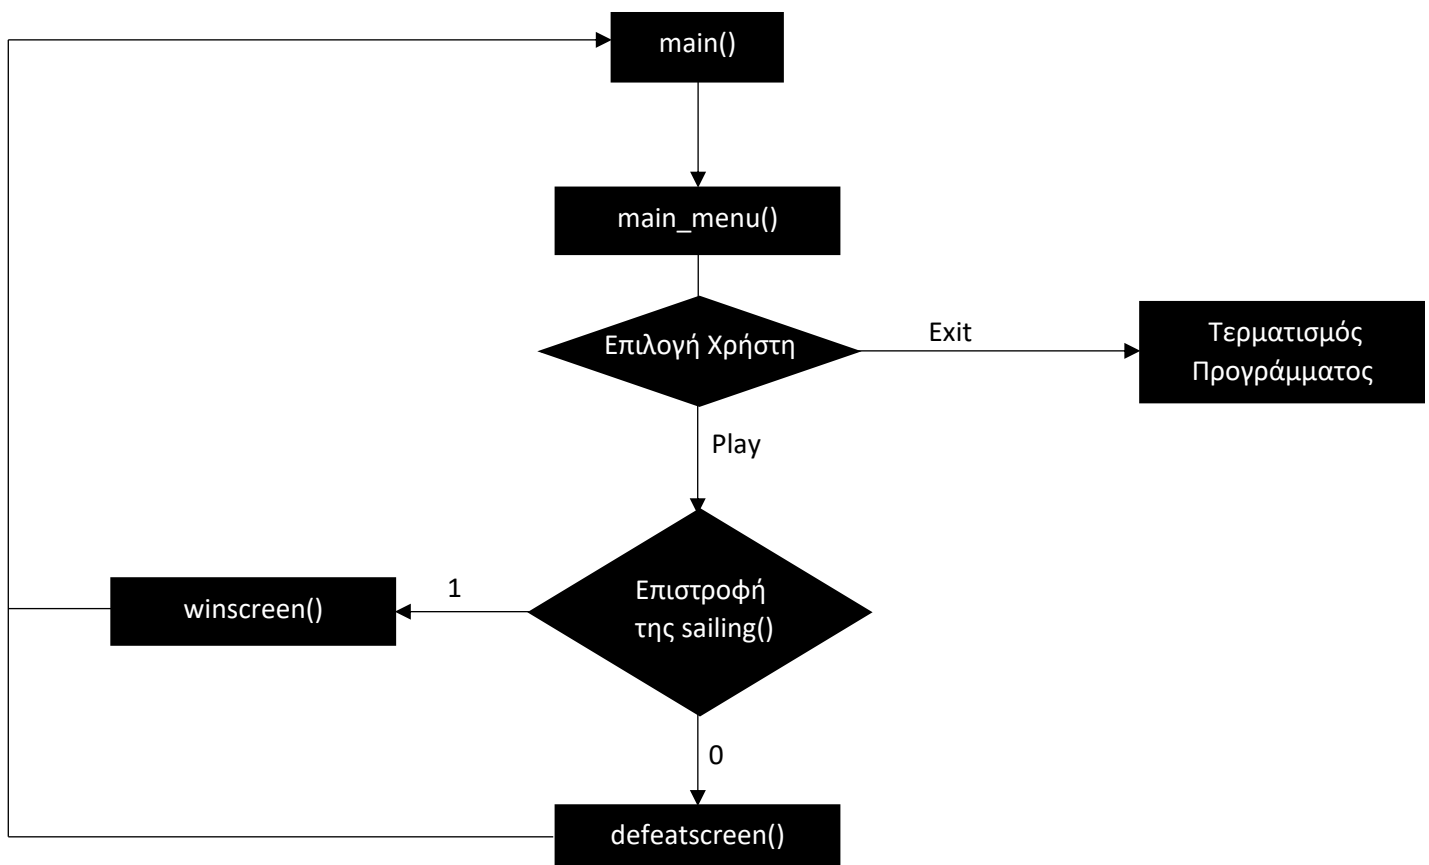 main()
main_menu()
Επιλογή Χρήστη
Exit
Τερματισμός
Προγράμματος
Play
winscreen()
1
Επιστροφή
της sailing()
0
defeatscreen()